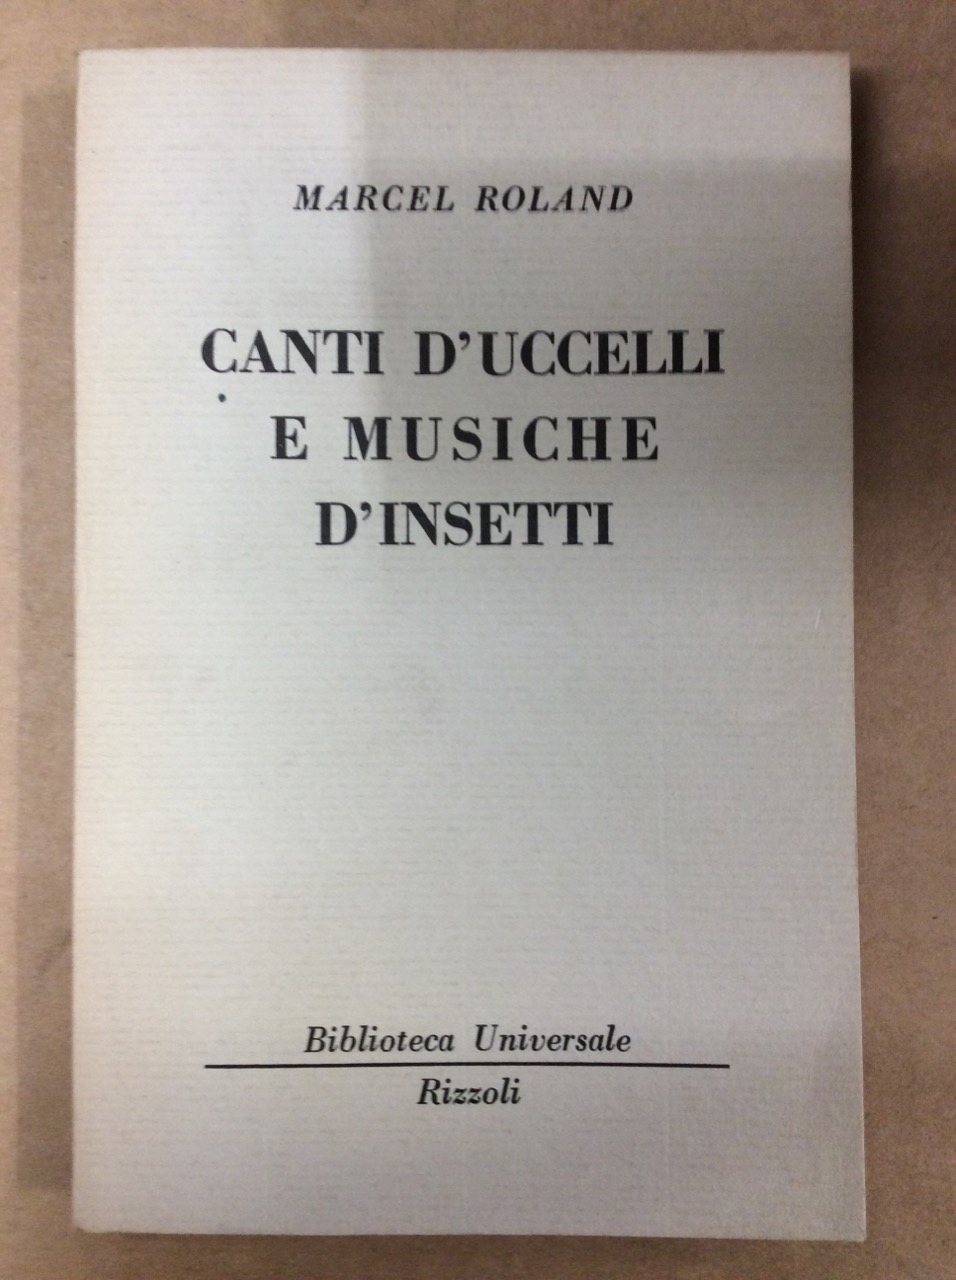 MARCEL ROLAND
CANTI D'UCCELLI
E MUSICHE
D'INSETTI
Biblioteca Universale
Rizzoli